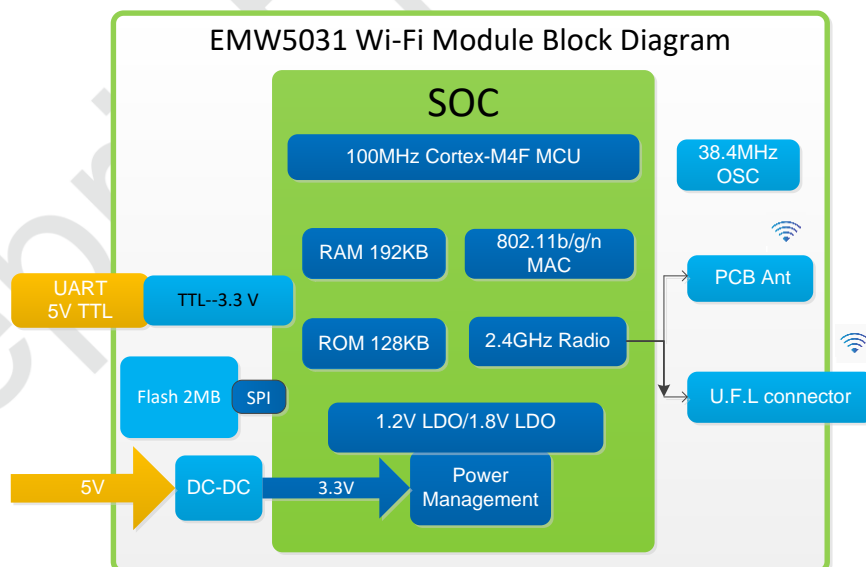 EMW5031 Wi-Fi Module Block Diagram
SOC
100MHz Cortex-M4F MCU
38.4MHz
OSC
RAM 192KB
802.11b/g/n
MAC
PCB Ant
UART
5V TTL
TTL--3.3 V
ROM 128KB
2.4GHz Radio
Flash 2MB
SPI
U.F.L connector
1.2V LDO/1.8V LDO
5V
DC-DC
3.3V
Power
Management